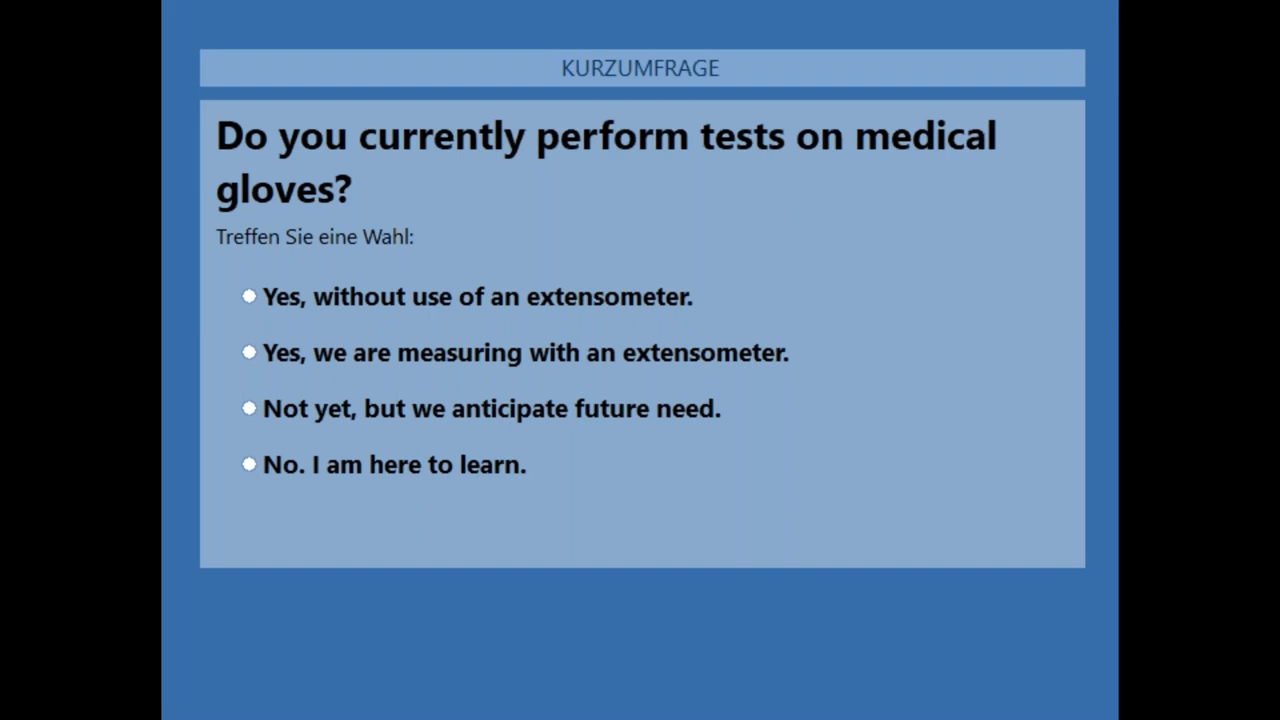 KURZUMFRAGE
Do you currently perform tests on medical
gloves?
Treffen Sie eine Wahl:
Yes, without use of an extensometer.
Yes, we are measuring with an extensometer.
Not yet, but we anticipate future need.
No. I am here to learn.